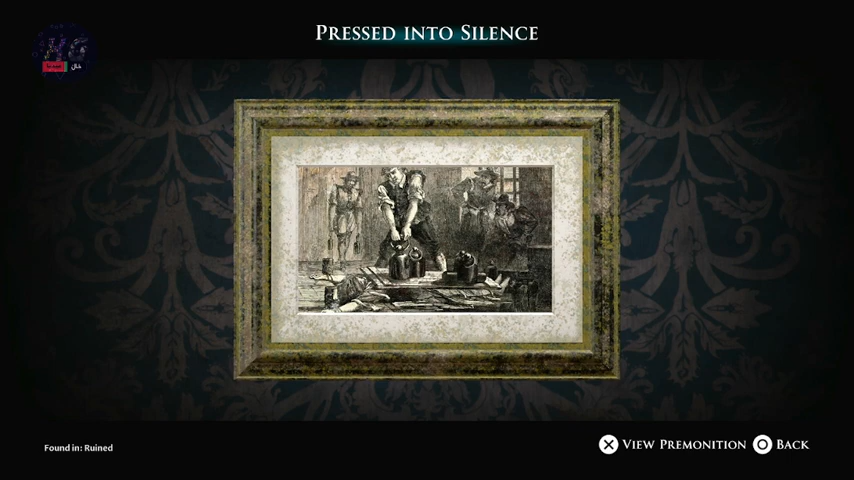 Pressed into Silence
Found in: Ruined
View Premonition
Back